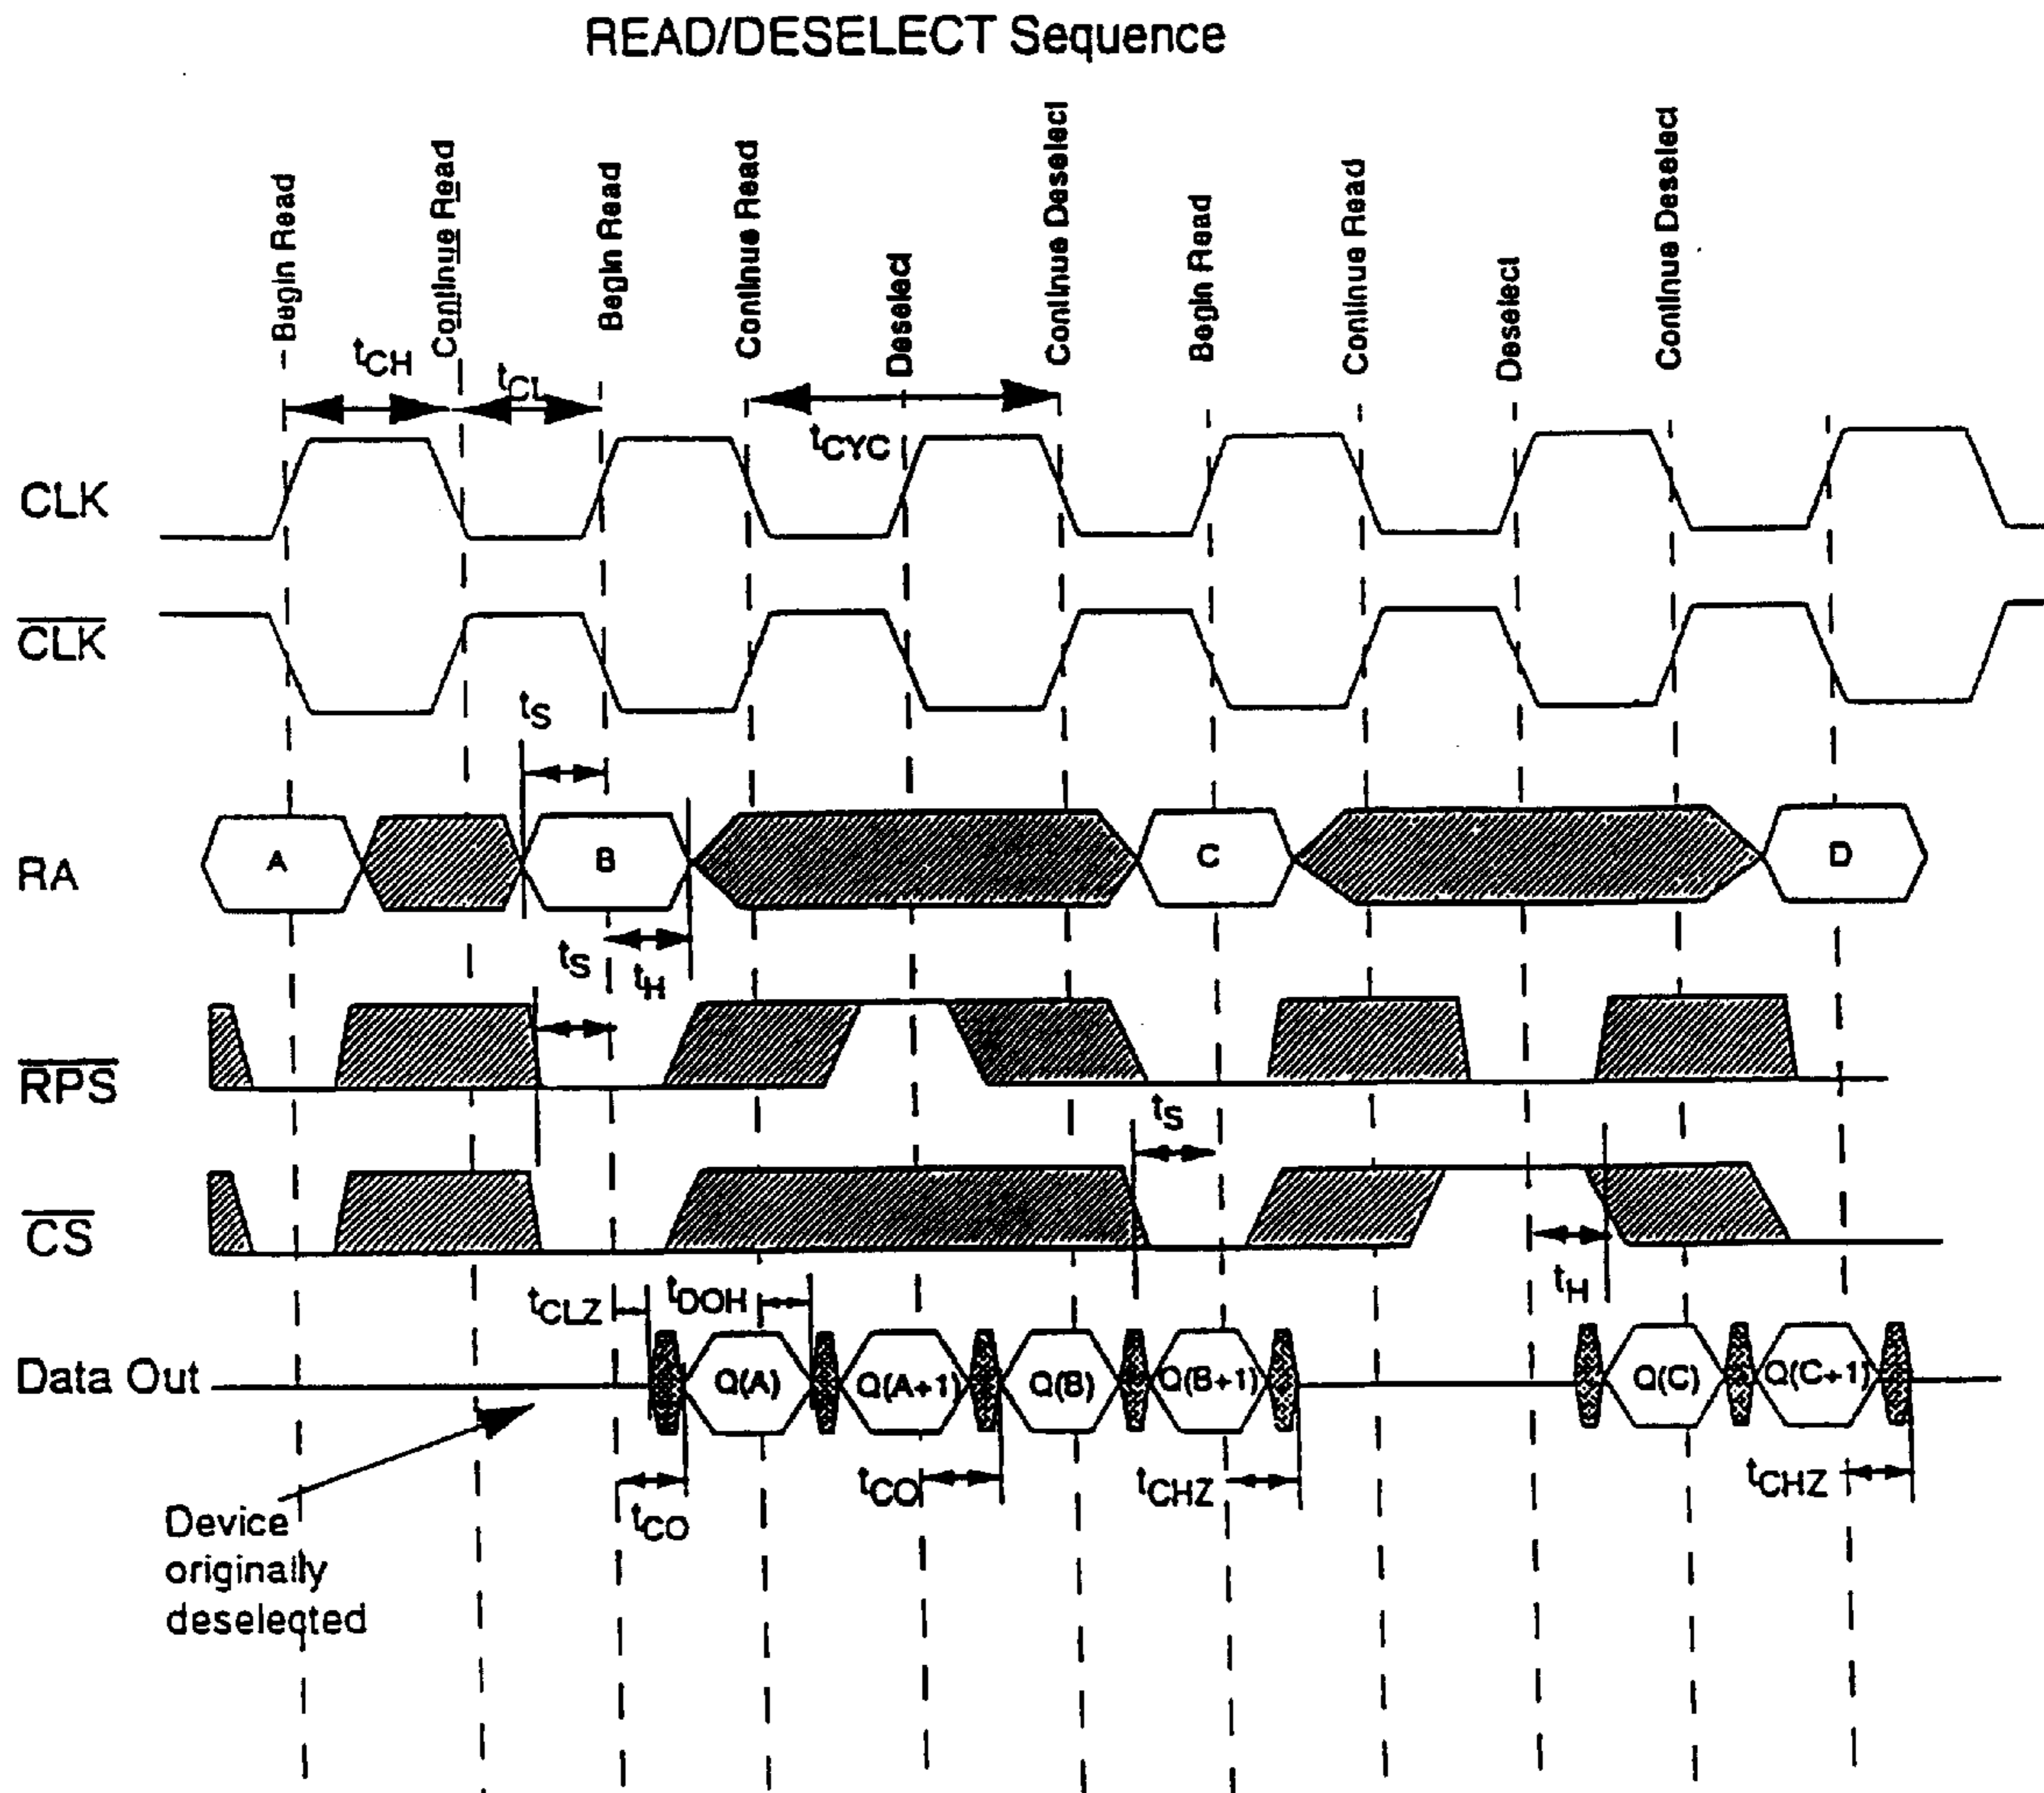 READ/DESELECT Sequence
Begin Read
Continue Read
Begin Read
Continue Read
Deselect
Continue Deselect
Begin Read
Continue Read
Deselect
Continue Deselect
tCH
tCL
tCYC
CLK
CLK
tS
RA
A
B
C
D
tS
tH
RPS
tS
CS
tH
tCLZ
tDOH
Data Out
Q(A)
Q(A+1)
Q(B)
Q(B+1)
Q(C)
Q(C+1)
tCO
tCO
tCHZ
tCHZ
Device
originally
deselected